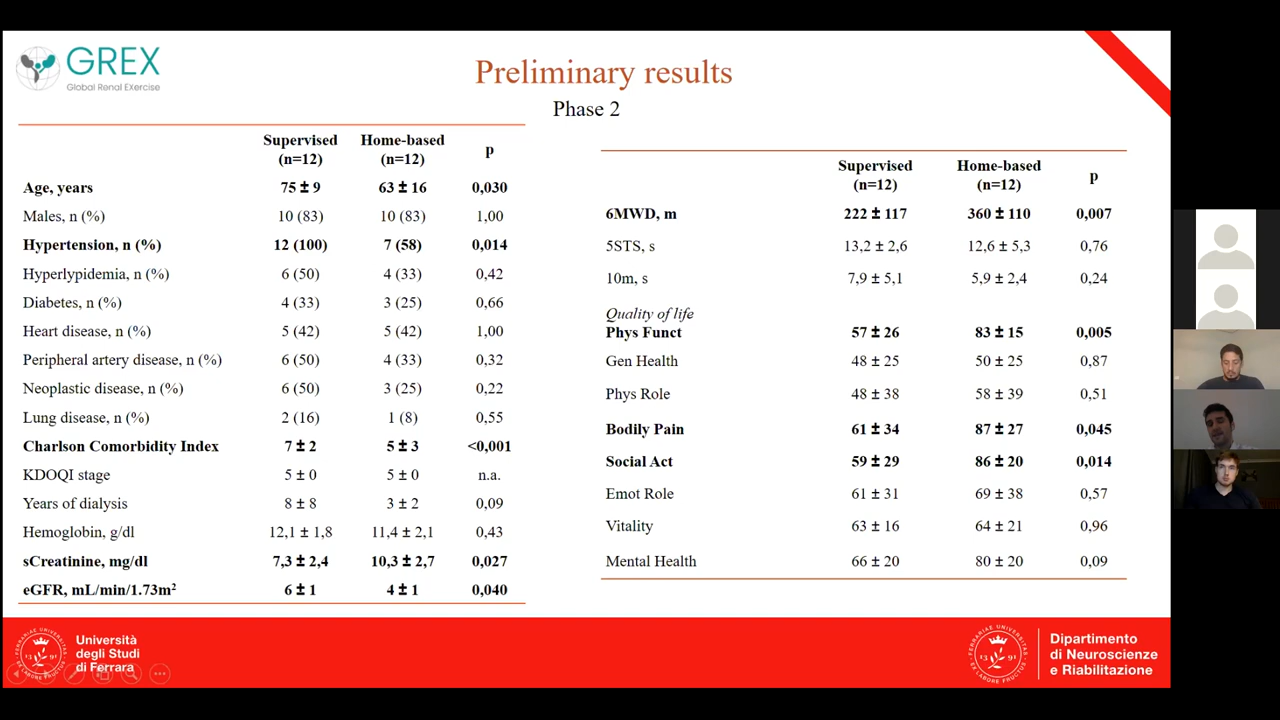 GREX
Global Renal EXercise
Preliminary results
Phase 2
Supervised (n=12) Home-based (n=12) p
Age, years 75 ± 9 63 ± 16 0,030
Males, n (%) 10 (83) 10 (83) 1,00
Hypertension, n (%) 12 (100) 7 (58) 0,014
Hyperlypidemia, n (%) 6 (50) 4 (33) 0,42
Diabetes, n (%) 4 (33) 3 (25) 0,66
Heart disease, n (%) 5 (42) 5 (42) 1,00
Peripheral artery disease, n (%) 6 (50) 4 (33) 0,32
Neoplastic disease, n (%) 6 (50) 3 (25) 0,22
Lung disease, n (%) 2 (16) 1 (8) 0,55
Charlson Comorbidity Index 7 ± 2 5 ± 3 <0,001
KDOQI stage 5 ± 0 5 ± 0 n.a.
Years of dialysis 8 ± 8 3 ± 2 0,09
Hemoglobin, g/dl 12,1 ± 1,8 11,4 ± 2,1 0,43
sCreatinine, mg/dl 7,3 ± 2,4 10,3 ± 2,7 0,027
eGFR, mL/min/1.73m² 6 ± 1 4 ± 1 0,040
Supervised (n=12) Home-based (n=12) p
6MWD, m 222 ± 117 360 ± 110 0,007
5STS, s 13,2 ± 2,6 12,6 ± 5,3 0,76
10m, s 7,9 ± 5,1 5,9 ± 2,4 0,24
Quality of life
Phys Funct 57 ± 26 83 ± 15 0,005
Gen Health 48 ± 25 50 ± 25 0,87
Phys Role 48 ± 38 58 ± 39 0,51
Bodily Pain 61 ± 34 87 ± 27 0,045
Social Act 59 ± 29 86 ± 20 0,014
Emot Role 61 ± 31 69 ± 38 0,57
Vitality 63 ± 16 64 ± 21 0,96
Mental Health 66 ± 20 80 ± 20 0,09
Università
degli Studi
di Ferrara
Dipartimento
di Neuroscienze
e Riabilitazione